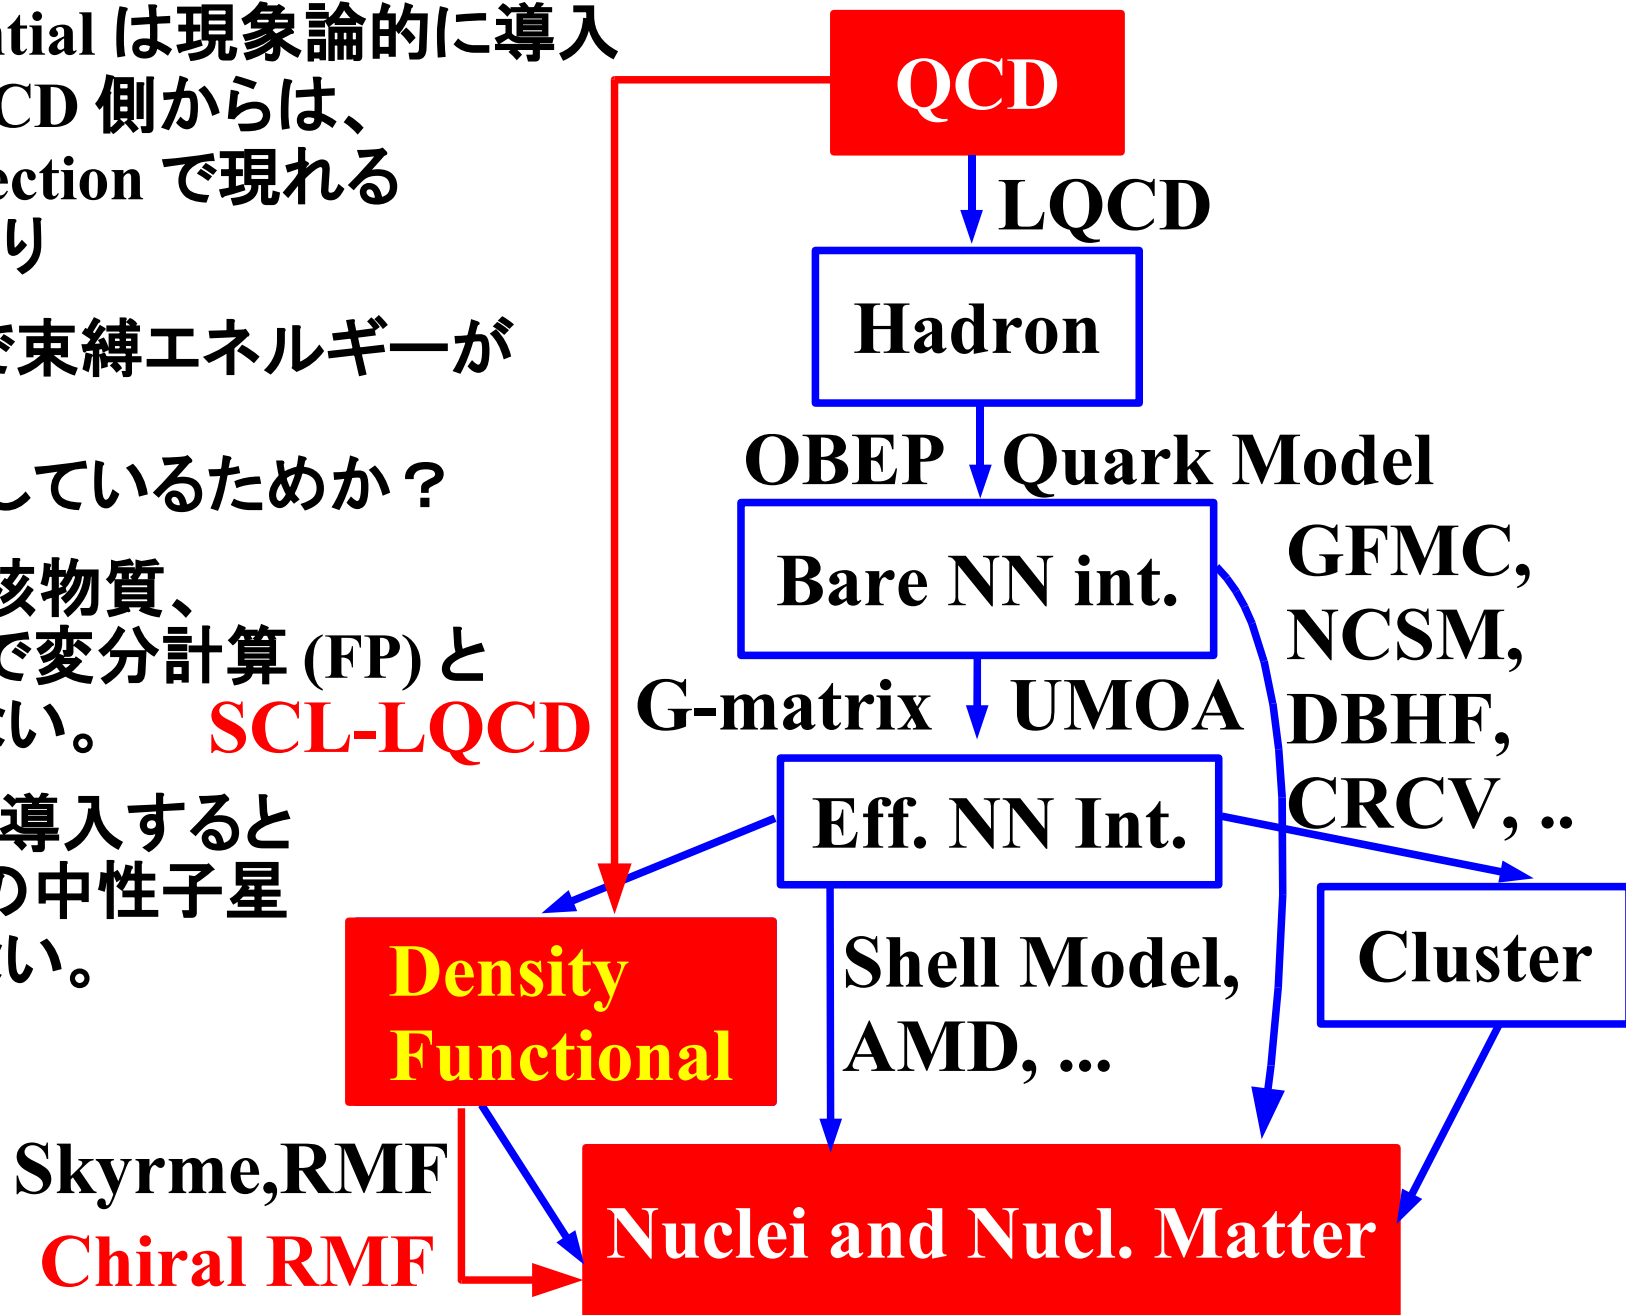 ntial は現象論的に導入
CD 側からは、
ection で現れる
り
で束縛エネルギーが
しているためか？
核物質、
で変分計算 (FP) と
ない。
SCL-LQCD
導入すると
の中性子星
ない。
QCD
LQCD
Hadron
OBEP Quark Model
Bare NN int.
GFMC,
NCSM,
DBHF,
CRCV, ..
G-matrix UMOA
Eff. NN Int.
Density
Functional
Shell Model,
AMD, ...
Cluster
Skyrme,RMF
Chiral RMF
Nuclei and Nucl. Matter